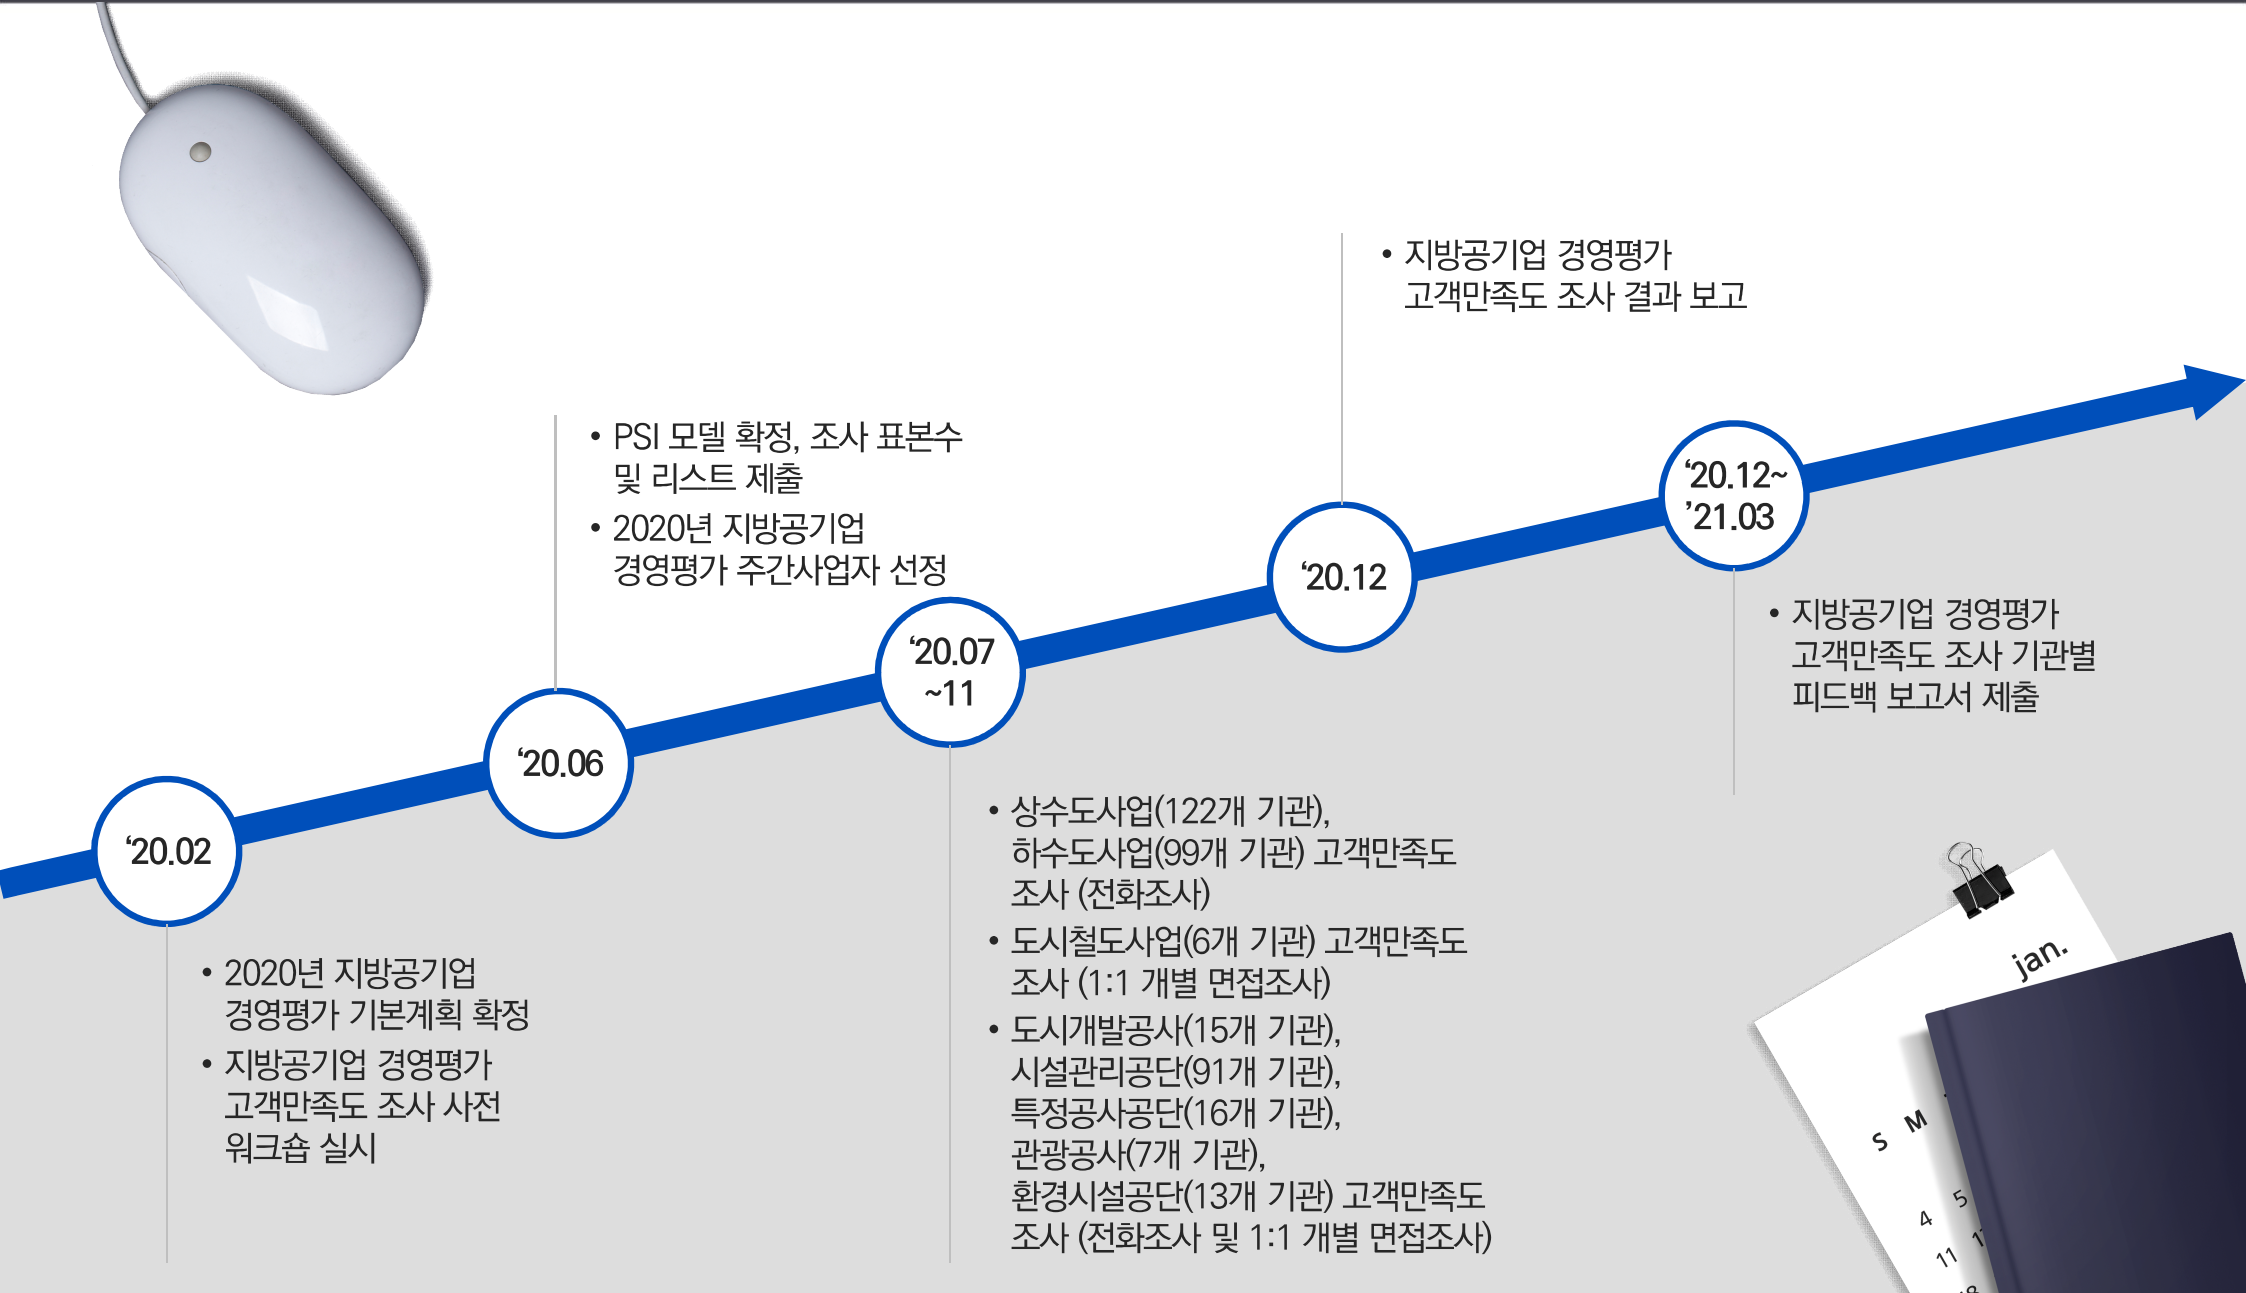 • 지방공기업 경영평가
고객만족도 조사 결과 보고
• PSI 모델 확정, 조사 표본수
및 리스트 제출
• 2020년 지방공기업
경영평가 주간사업자 선정
‘20.12~
’21.03
‘20.12
• 지방공기업 경영평가
고객만족도 조사 기관별
피드백 보고서 제출
‘20.07
~11
‘20.06
‘20.02
• 상수도사업(122개 기관),
하수도사업(99개 기관) 고객만족도
조사 (전화조사)
• 도시철도사업(6개 기관) 고객만족도
조사 (1:1 개별 면접조사)
• 도시개발공사(15개 기관),
시설관리공단(91개 기관),
특정공사공단(16개 기관),
관광공사(7개 기관),
환경시설공단(13개 기관) 고객만족도
조사 (전화조사 및 1:1 개별 면접조사)
• 2020년 지방공기업
경영평가 기본계획 확정
• 지방공기업 경영평가
고객만족도 조사 사전
워크숍 실시
jan.
S M
4 5
11